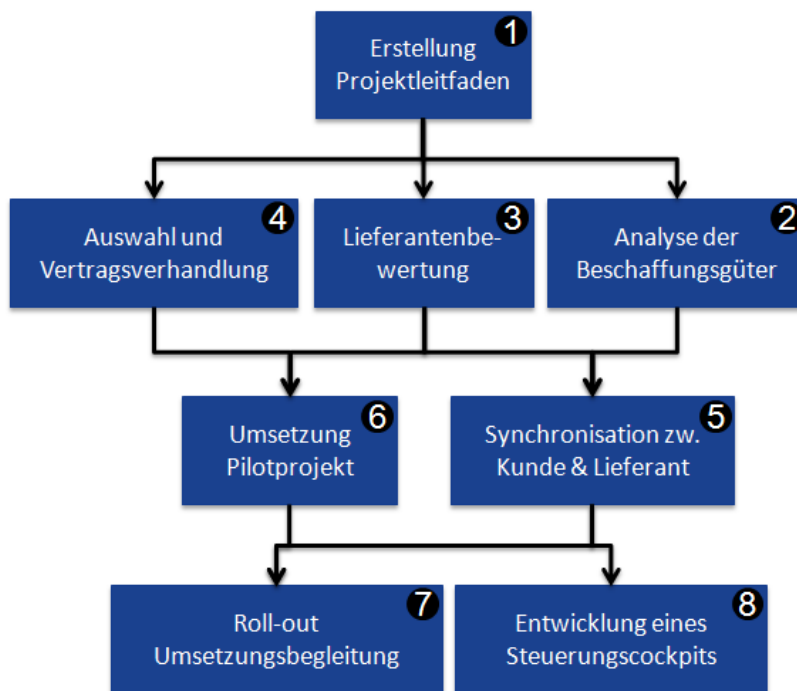 1
Erstellung
Projektleitfaden
4
Auswahl und
Vertragsverhandlung
3
Lieferantenbe-
wertung
2
Analyse der
Beschaffungsgüter
6
Umsetzung
Pilotprojekt
5
Synchronisation zw.
Kunde & Lieferant
7
Roll-out
Umsetzungsbegleitung
8
Entwicklung eines
Steuerungscockpits